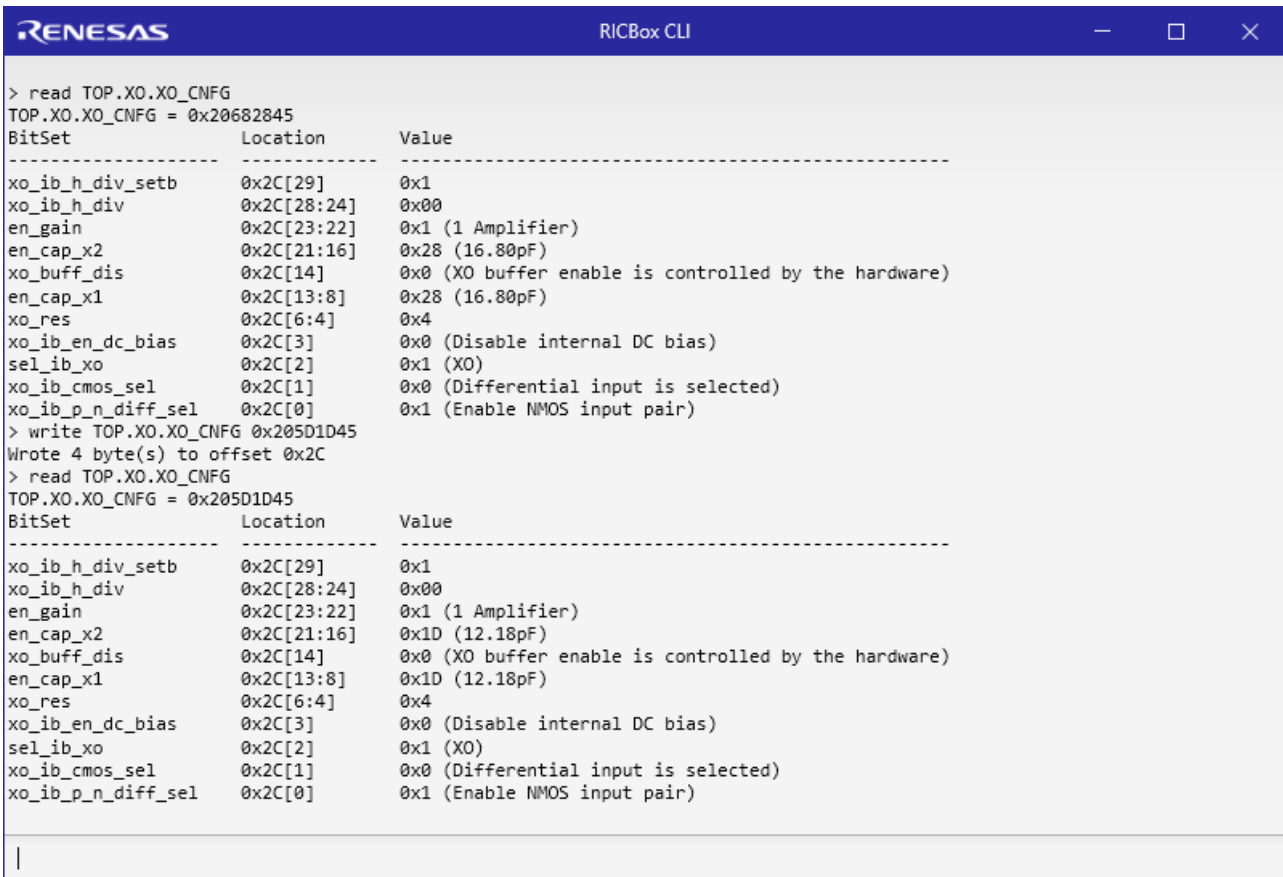 RENESAS
RICBox CLI
> read TOP.XO.XO_CNFG
TOP.XO.XO_CNFG = 0x20682845
BitSet Location Value
-------------------- ------------- ----------------------------------------------------
xo_ib_h_div_setb 0x2C[29] 0x1
xo_ib_h_div 0x2C[28:24] 0x00
en_gain 0x2C[23:22] 0x1 (1 Amplifier)
en_cap_x2 0x2C[21:16] 0x28 (16.80pF)
xo_buff_dis 0x2C[14] 0x0 (XO buffer enable is controlled by the hardware)
en_cap_x1 0x2C[13:8] 0x28 (16.80pF)
xo_res 0x2C[6:4] 0x4
xo_ib_en_dc_bias 0x2C[3] 0x0 (Disable internal DC bias)
sel_ib_xo 0x2C[2] 0x1 (XO)
xo_ib_cmos_sel 0x2C[1] 0x0 (Differential input is selected)
xo_ib_p_n_diff_sel 0x2C[0] 0x1 (Enable NMOS input pair)
> write TOP.XO.XO_CNFG 0x205D1D45
Wrote 4 byte(s) to offset 0x2C
> read TOP.XO.XO_CNFG
TOP.XO.XO_CNFG = 0x205D1D45
BitSet Location Value
-------------------- ------------- ----------------------------------------------------
xo_ib_h_div_setb 0x2C[29] 0x1
xo_ib_h_div 0x2C[28:24] 0x00
en_gain 0x2C[23:22] 0x1 (1 Amplifier)
en_cap_x2 0x2C[21:16] 0x1D (12.18pF)
xo_buff_dis 0x2C[14] 0x0 (XO buffer enable is controlled by the hardware)
en_cap_x1 0x2C[13:8] 0x1D (12.18pF)
xo_res 0x2C[6:4] 0x4
xo_ib_en_dc_bias 0x2C[3] 0x0 (Disable internal DC bias)
sel_ib_xo 0x2C[2] 0x1 (XO)
xo_ib_cmos_sel 0x2C[1] 0x0 (Differential input is selected)
xo_ib_p_n_diff_sel 0x2C[0] 0x1 (Enable NMOS input pair)